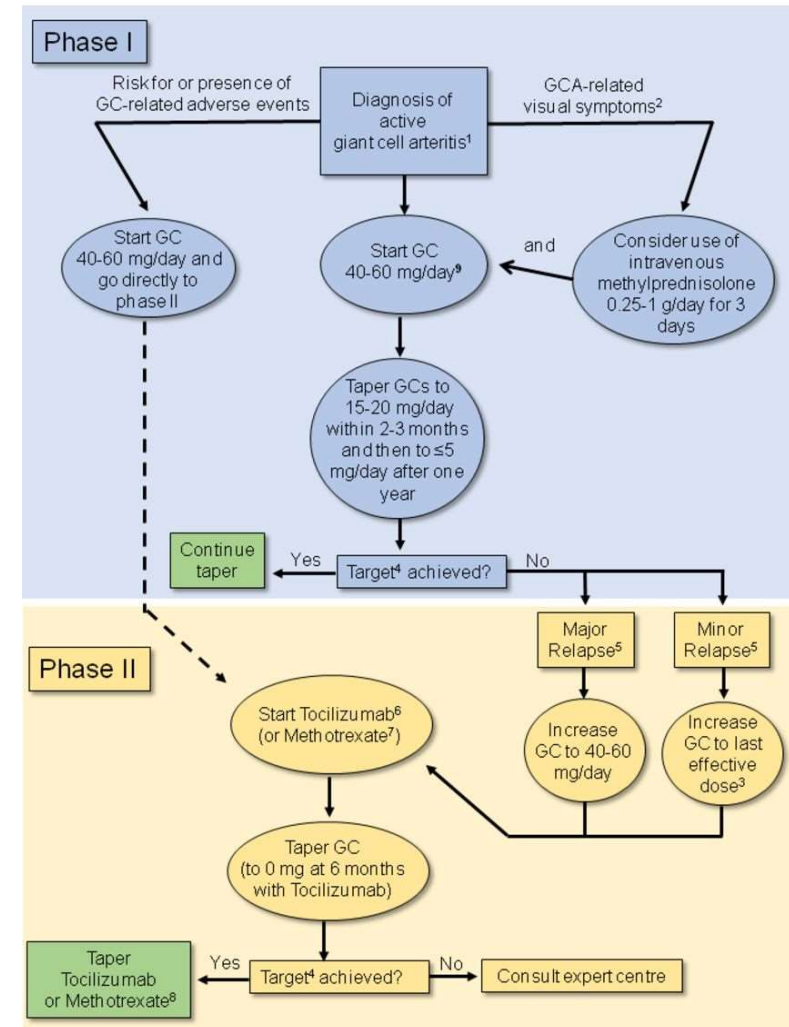 Phase I
Risk for or presence of
GC-related adverse events
Diagnosis of
active
giant cell arteritis¹
GCA-related
visual symptoms²
Start GC
40-60 mg/day and
go directly to
phase II
Start GC
40-60 mg/day⁹
and
Consider use of
intravenous
methylprednisolone
0.25-1 g/day for 3
days
Taper GCs to
15-20 mg/day
within 2-3 months
and then to ≤5
mg/day after one
year
Continue
taper
Yes
Target⁴ achieved?
No
Major
Relapse⁵
Minor
Relapse⁵
Phase II
Start Tocilizumab⁶
(or Methotrexate⁷)
Increase
GC to 40-60
mg/day
Increase
GC to last
effective
dose³
Taper GC
(to 0 mg at 6 months
with Tocilizumab)
Taper
Tocilizumab
or Methotrexate⁸
Yes
Target⁴ achieved?
No
Consult expert centre